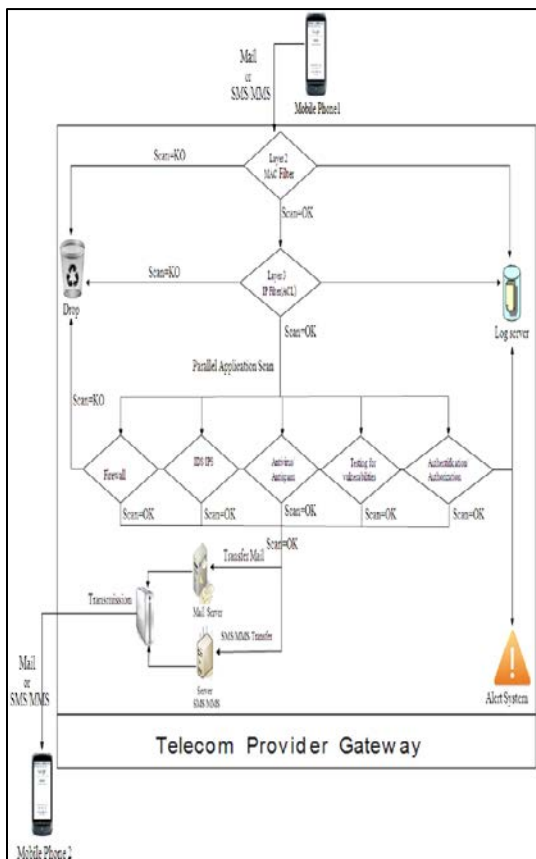 Mail
or
SMS/MMS
Mobile Phone1
Scan=KO
Layer 2
MAC Filter
Scan=OK
Drop
Scan=KO
Layer 3
IP Filter(ACL)
Log server
Scan=OK
Parallel Application Scan
Scan=KO
Firewall
IDS IPS
Antivirus
Antispam
Testing for
vulnerabilities
Authentification
Authorization
Scan=OK
Scan=OK
Scan=OK
Scan=OK
Scan=OK
Scan=OK
Transfer Mail
Transmission
Mail Server
SMS/MMS Transfer
Server
SMS/MMS
Mail
or
SMS/MMS
Alert System
Telecom Provider Gateway
Mobile Phone 2